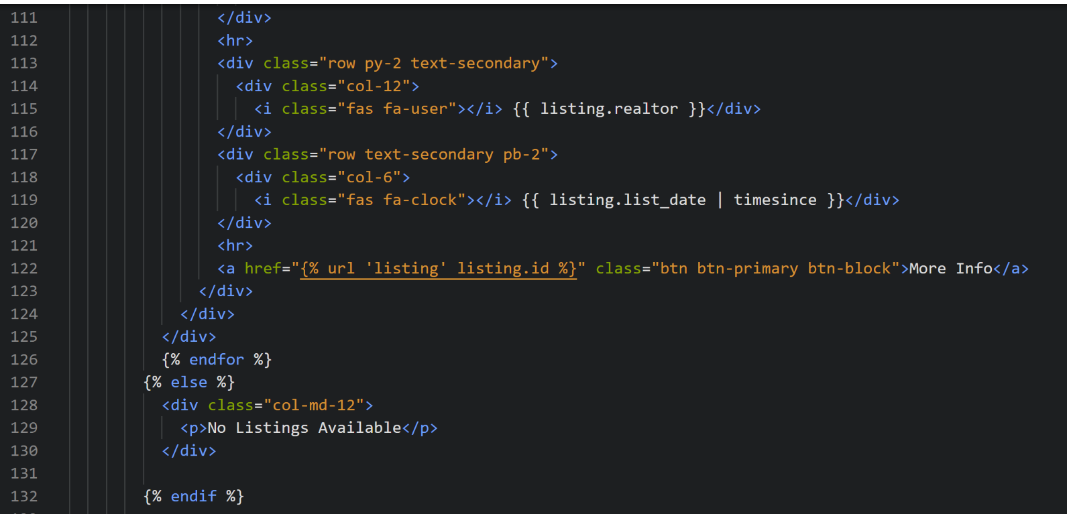 111 </div>
112 <hr>
113 <div class="row py-2 text-secondary">
114 <div class="col-12">
115 <i class="fas fa-user"></i> {{ listing.realtor }}</div>
116 </div>
117 <div class="row text-secondary pb-2">
118 <div class="col-6">
119 <i class="fas fa-clock"></i> {{ listing.list_date | timesince }}</div>
120 </div>
121 <hr>
122 <a href="{% url 'listing' listing.id %}" class="btn btn-primary btn-block">More Info</a>
123 </div>
124 </div>
125 </div>
126 {% endfor %}
127 {% else %}
128 <div class="col-md-12">
129 <p>No Listings Available</p>
130 </div>
131
132 {% endif %}